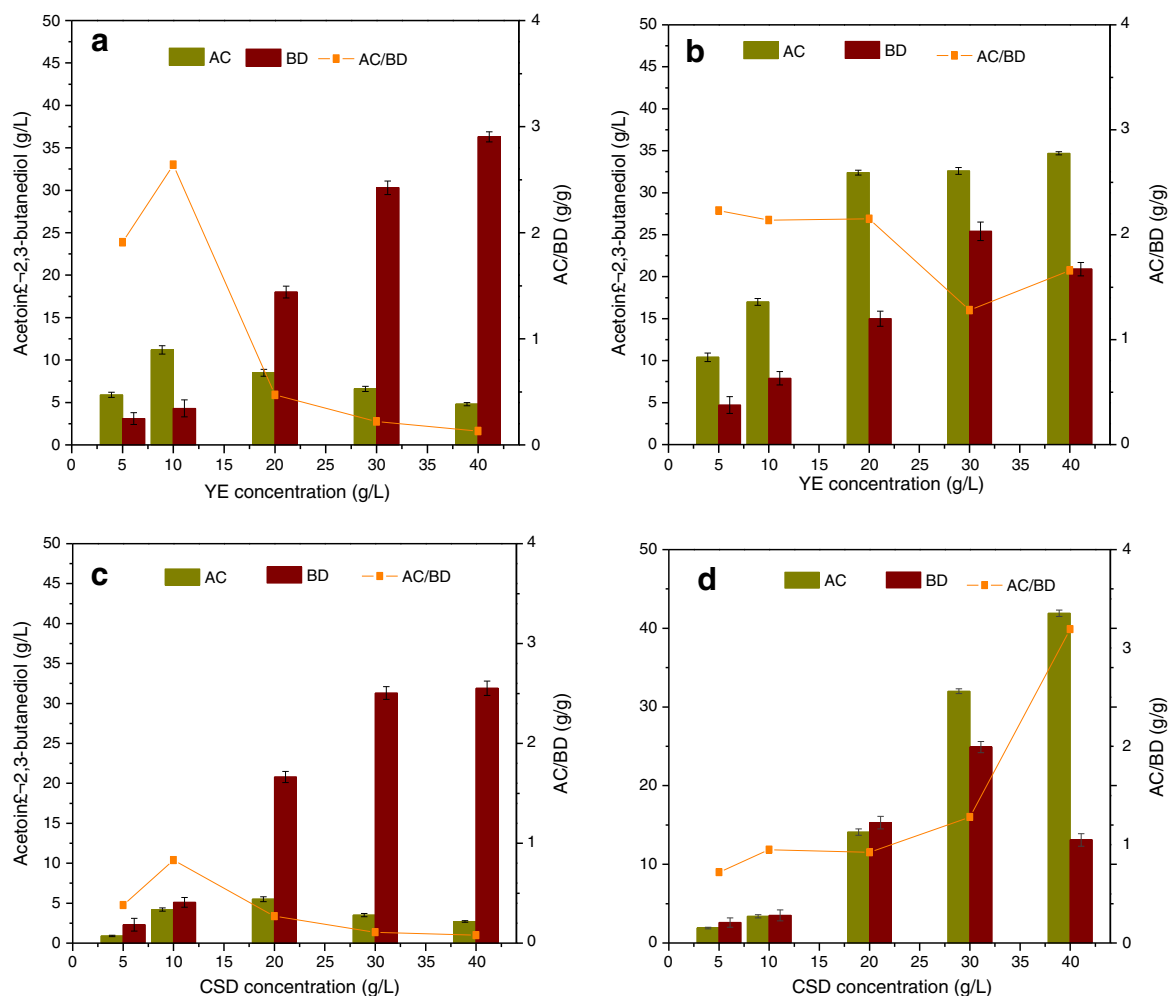 a
AC BD AC/BD
Acetoin£¬2,3-butanediol (g/L)
50
45
40
35
30
25
20
15
10
5
0
0 5 10 15 20 25 30 35 40
YE concentration (g/L)
4
3
2
1
0
AC/BD (g/g)
b
AC BD AC/BD
Acetoin£¬2,3-butanediol (g/L)
50
45
40
35
30
25
20
15
10
5
0
0 5 10 15 20 25 30 35 40
YE concentration (g/L)
4
3
2
1
0
AC/BD (g/g)
c
AC BD AC/BD
Acetoin£¬2,3-butanediol (g/L)
50
45
40
35
30
25
20
15
10
5
0
0 5 10 15 20 25 30 35 40
CSD concentration (g/L)
4
3
2
1
0
AC/BD (g/g)
d
AC BD AC/BD
50
40
30
20
10
0
0 5 10 15 20 25 30 35 40
CSD concentration (g/L)
4
3
2
1
0
AC/BD (g/g)